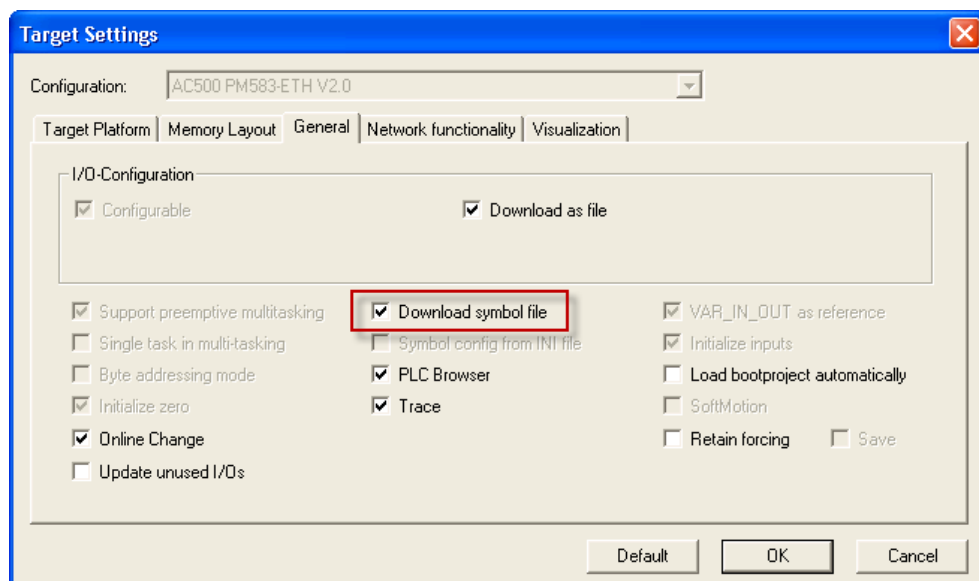 Target Settings
Configuration: AC500 PM583-ETH V2.0
Target Platform Memory Layout General Network functionality Visualization
I/O-Configuration
Configurable Download as file
Support preemptive multitasking Download symbol file VAR_IN_OUT as reference
Single task in multi-tasking Symbol config from INI file Initialize inputs
Byte addressing mode PLC Browser Load bootproject automatically
Initialize zero Trace SoftMotion
Online Change Retain forcing Save
Update unused I/Os
Default OK Cancel